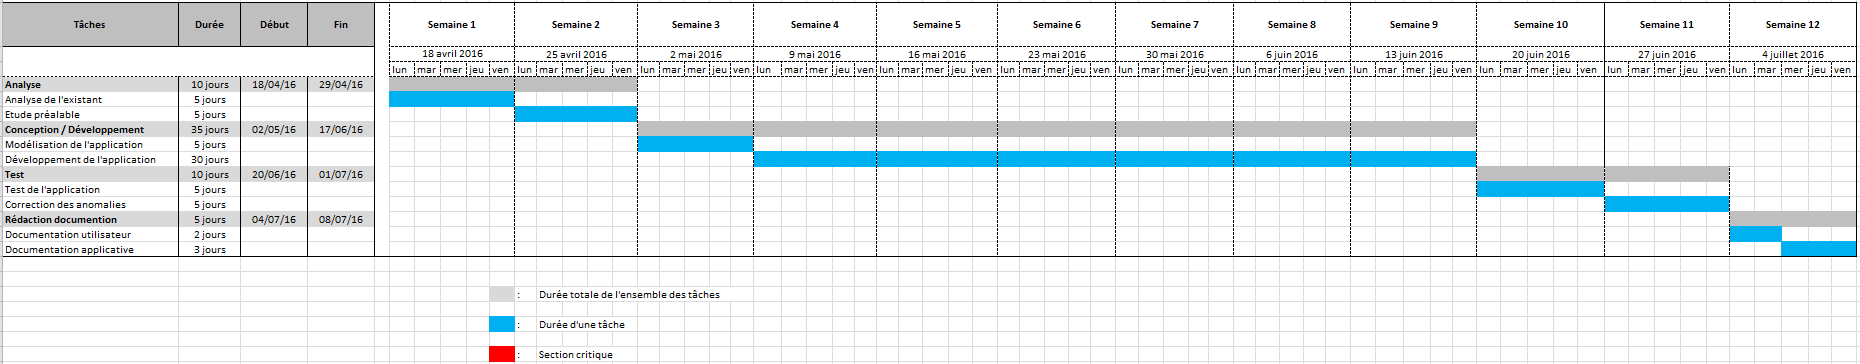 Tâches Durée Début Fin Semaine 1 Semaine 2 Semaine 3 Semaine 4 Semaine 5 Semaine 6 Semaine 7 Semaine 8 Semaine 9 Semaine 10 Semaine 11 Semaine 12
18 avril 2016 25 avril 2016 2 mai 2016 9 mai 2016 16 mai 2016 23 mai 2016 30 mai 2016 6 juin 2016 13 juin 2016 20 juin 2016 27 juin 2016 4 juillet 2016
lun mar mer jeu ven lun mar mer jeu ven lun mar mer jeu ven lun mar mer jeu ven lun mar mer jeu ven lun mar mer jeu ven lun mar mer jeu ven lun mar mer jeu ven lun mar mer jeu ven lun mar mer jeu ven lun mar mer jeu ven lun mar mer jeu ven
Analyse 10 jours 18/04/16 29/04/16
Analyse de l'existant 5 jours
Etude préalable 5 jours
Conception / Développement 35 jours 02/05/16 17/06/16
Modélisation de l'application 5 jours
Développement de l'application 30 jours
Test 10 jours 20/06/16 01/07/16
Test de l'application 5 jours
Correction des anomalies 5 jours
Rédaction documention 5 jours 04/07/16 08/07/16
Documentation utilisateur 2 jours
Documentation applicative 3 jours
: Durée totale de l'ensemble des tâches
: Durée d'une tâche
: Section critique